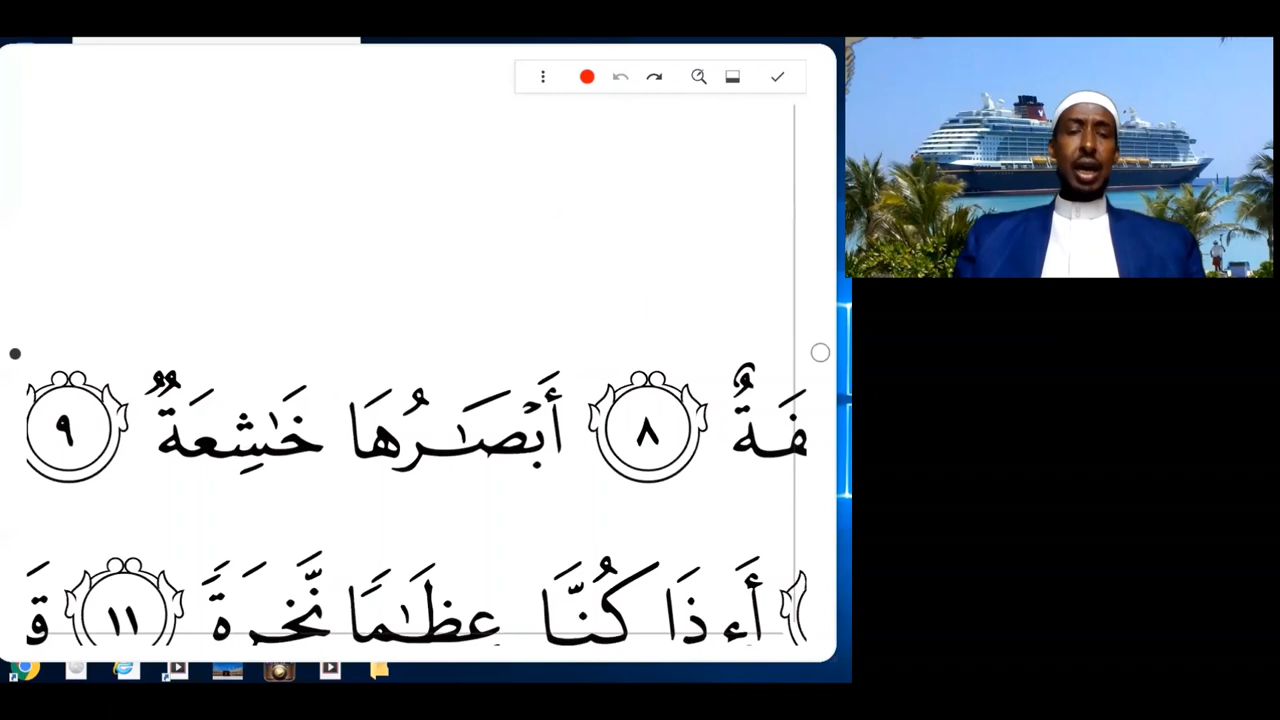 فَةٌ ٨ أَبْصَـٰرُهَا خَـٰشِعَةٌ ٩
أَءِذَا كُنَّا عِظَـٰمًا نَّخِرَةً ١١ قَ